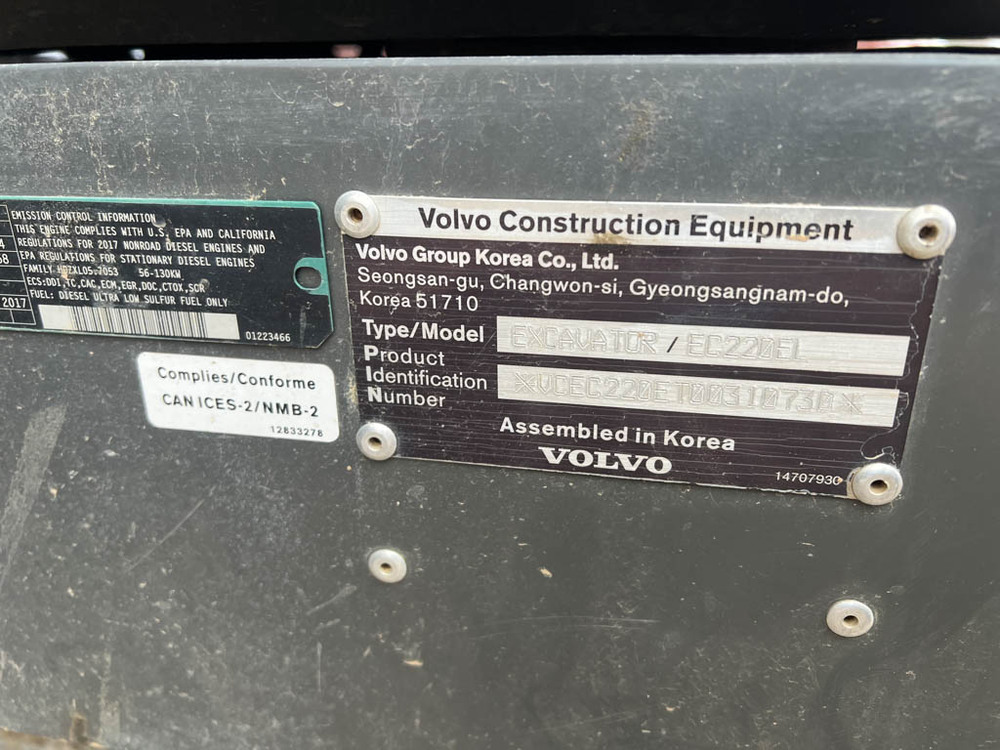 EMISSION CONTROL INFORMATION
THIS ENGINE COMPLIES WITH U.S. EPA AND CALIFORNIA
REGULATIONS FOR 2017 NONROAD DIESEL ENGINES AND
EPA REGULATIONS FOR STATIONARY DIESEL ENGINES
FAMILY 56-130KW
ECS:DDI,TC,CAC,ECM,EGR,DOC,CTOX,SCR
FUEL: DIESEL ULTRA LOW SULFUR FUEL ONLY
2017
01223466
Complies/Conforme
CAN ICES-2/NMB-2
12833278
Volvo Construction Equipment
Volvo Group Korea Co., Ltd.
Seongsan-gu, Changwon-si, Gyeongsangnam-do,
Korea 51710
Type/Model EXCAVATOR / EC220EL
Product
Identification
Number
Assembled in Korea
VOLVO
14707930